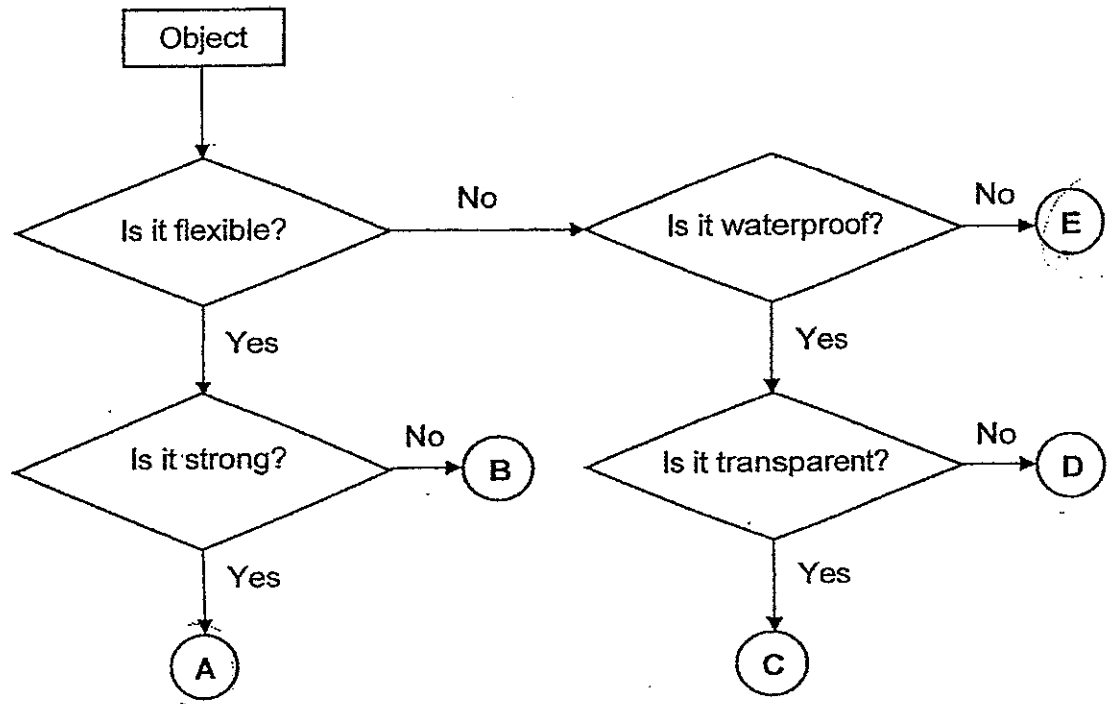 Object
Is it flexible?
No
Is it waterproof?
No
E
Yes
Yes
Is it strong?
No
B
Is it transparent?
No
D
Yes
Yes
A
C